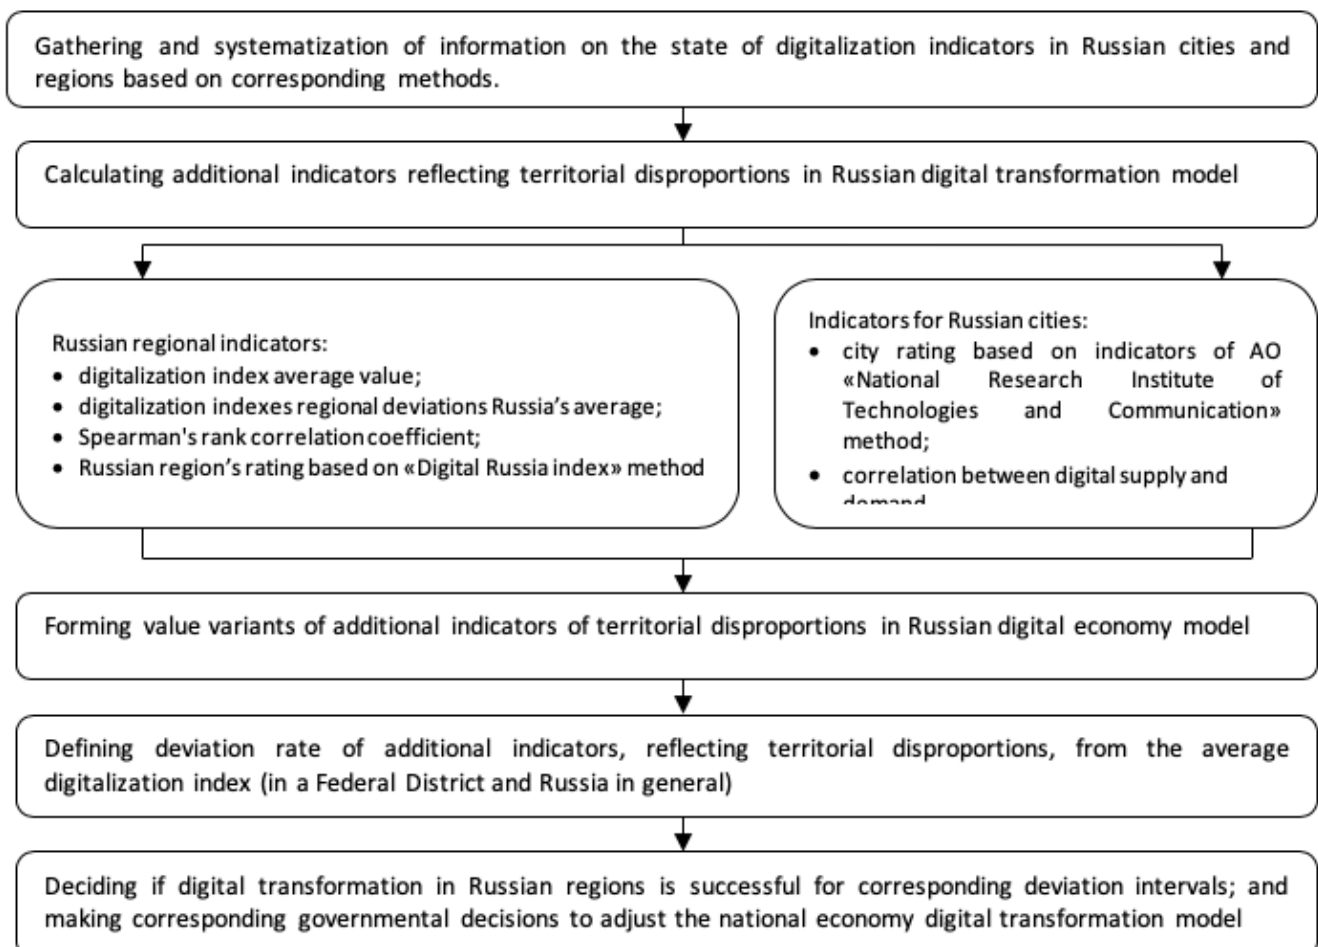 Gathering and systematization of information on the state of digitalization indicators in Russian cities and
regions based on corresponding methods.
Calculating additional indicators reflecting territorial disproportions in Russian digital transformation model
Russian regional indicators:
• digitalization index average value;
• digitalization indexes regional deviations Russia’s average;
• Spearman's rank correlation coefficient;
• Russian region’s rating based on «Digital Russia index» method
Indicators for Russian cities:
• city rating based on indicators of AO
«National Research Institute of
Technologies and Communication»
method;
• correlation between digital supply and
demand
Forming value variants of additional indicators of territorial disproportions in Russian digital economy model
Defining deviation rate of additional indicators, reflecting territorial disproportions, from the average
digitalization index (in a Federal District and Russia in general)
Deciding if digital transformation in Russian regions is successful for corresponding deviation intervals; and
making corresponding governmental decisions to adjust the national economy digital transformation model